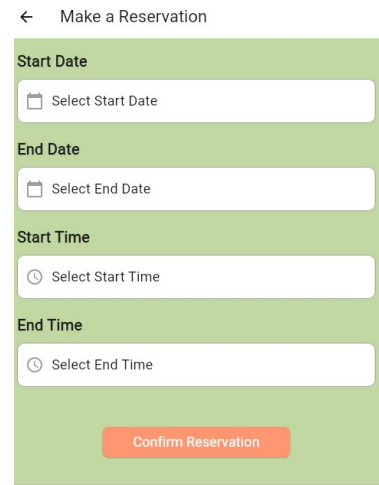 Make a Reservation
Start Date
Select Start Date
End Date
Select End Date
Start Time
Select Start Time
End Time
Select End Time
Confirm Reservation